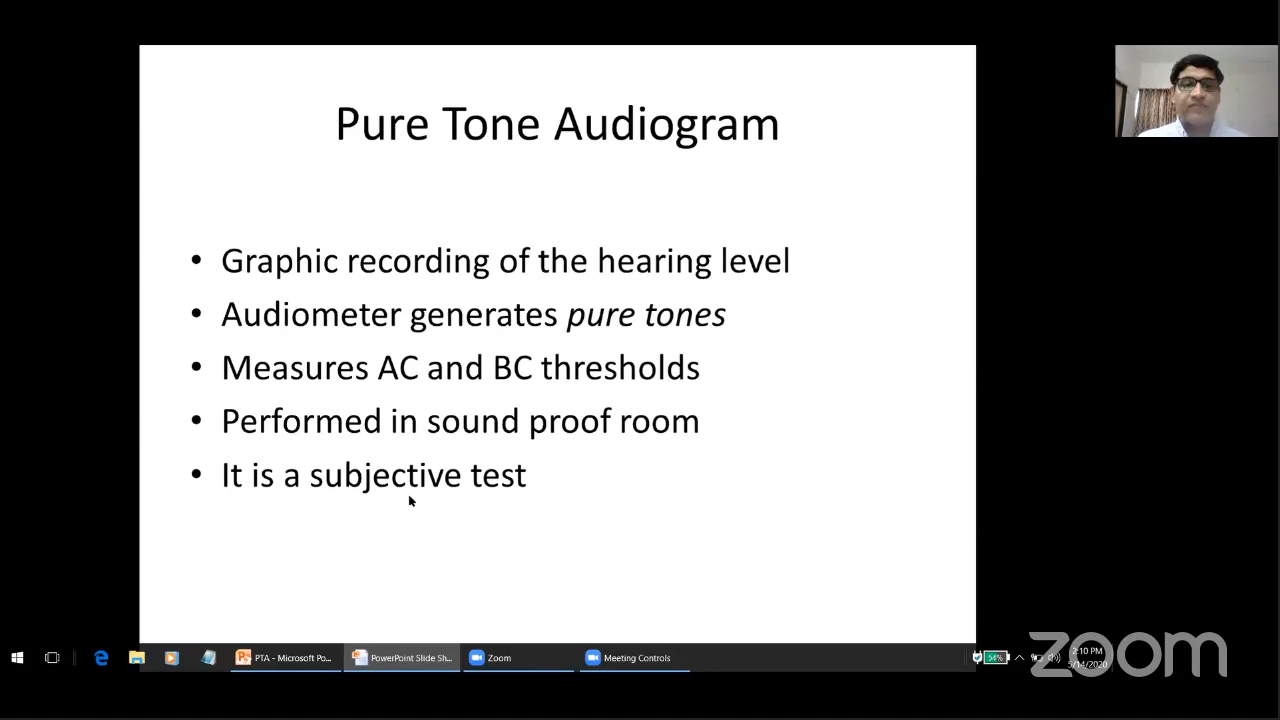 Pure Tone Audiogram
• Graphic recording of the hearing level
• Audiometer generates pure tones
• Measures AC and BC thresholds
• Performed in sound proof room
• It is a subjective test
PTA - Microsoft Po...
PowerPoint Slide Sh...
Zoom
Meeting Controls
54%
2:10 PM
5/14/2020
zoom